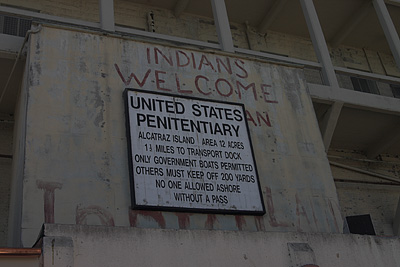 INDIANS
WELCOME
UNITED STATES
PENITENTIARY
ALCATRAZ ISLAND AREA 12 ACRES
1½ MILES TO TRANSPORT DOCK
ONLY GOVERNMENT BOATS PERMITTED
OTHERS MUST KEEP OFF 200 YARDS
NO ONE ALLOWED ASHORE
WITHOUT A PASS